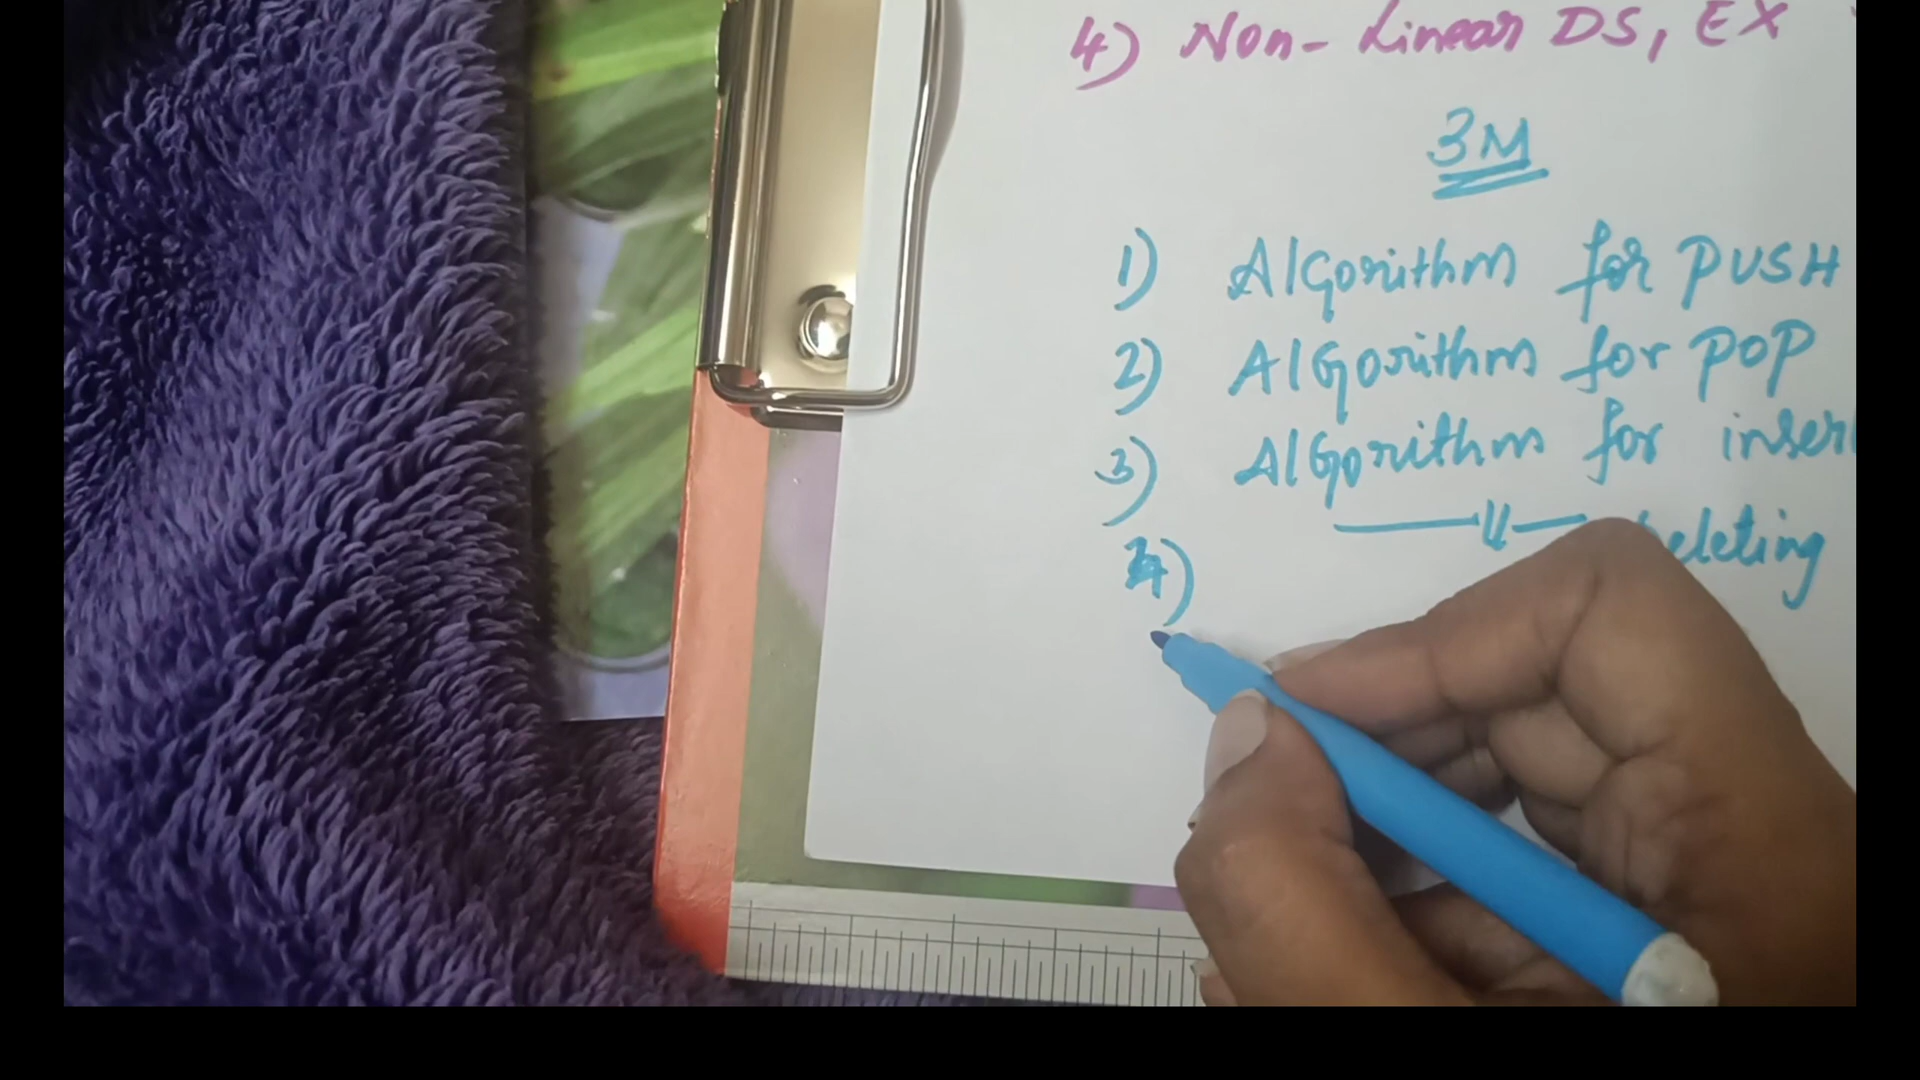 4) Non-Linear DS, EX
3M
1) Algorithm for PUSH
2) Algorithm for POP
3) Algorithm for insert
—〃— deleting
4)